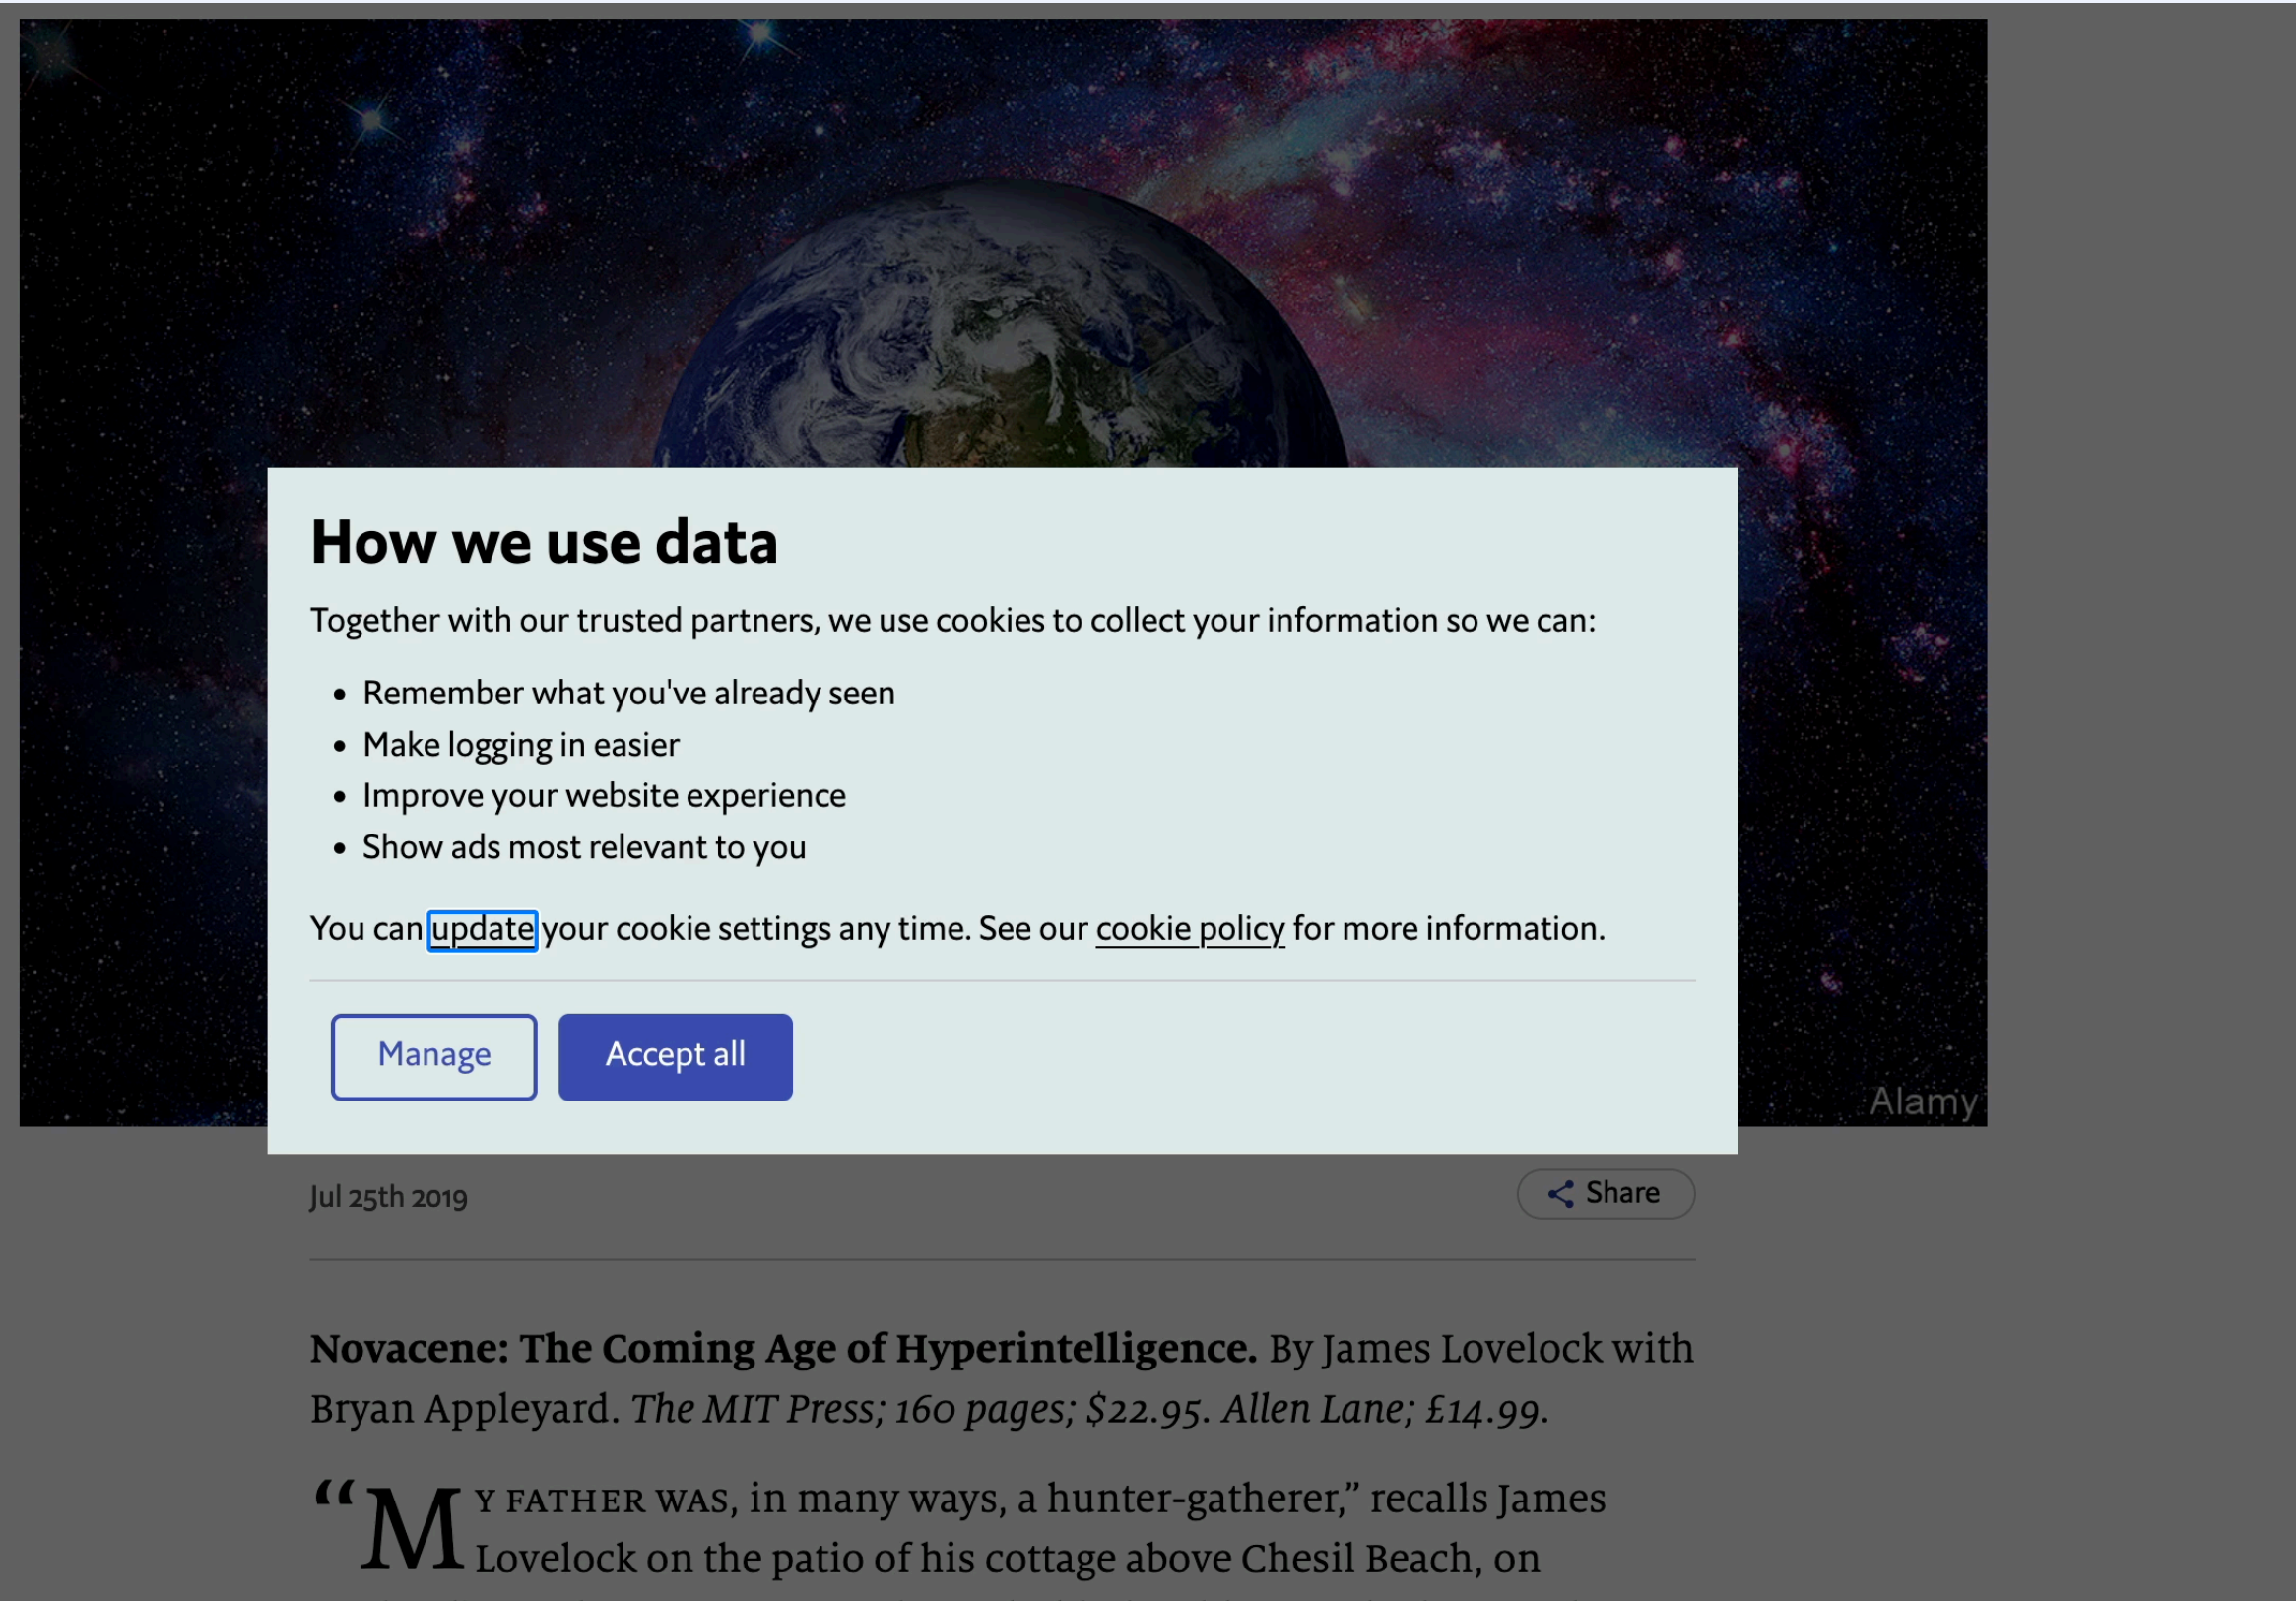 How we use data
Together with our trusted partners, we use cookies to collect your information so we can:
• Remember what you've already seen
• Make logging in easier
• Improve your website experience
• Show ads most relevant to you
You can update your cookie settings any time. See our cookie policy for more information.
Manage
Accept all
Alamy
Jul 25th 2019
Share
Novacene: The Coming Age of Hyperintelligence. By James Lovelock with
Bryan Appleyard. The MIT Press; 160 pages; $22.95. Allen Lane; £14.99.
“MY FATHER WAS, in many ways, a hunter-gatherer,” recalls James
Lovelock on the patio of his cottage above Chesil Beach, on